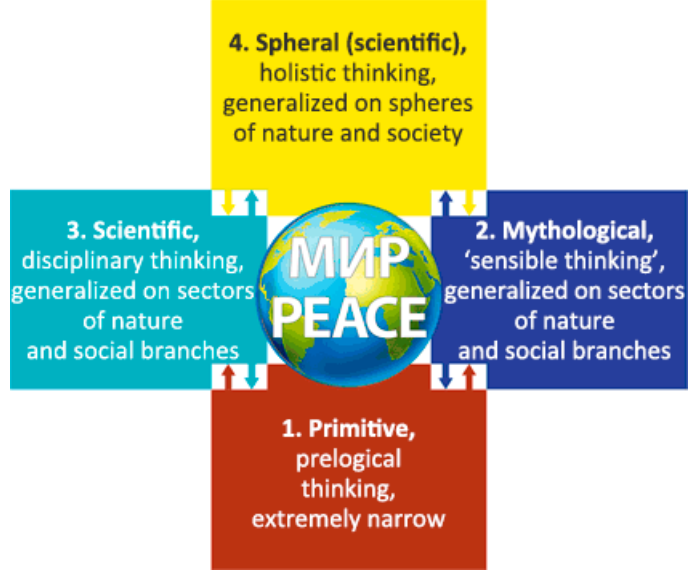 4. Spheral (scientific),
holistic thinking,
generalized on spheres
of nature and society
3. Scientific,
disciplinary thinking,
generalized on sectors
of nature
and social branches
МИР
PEACE
2. Mythological,
‘sensible thinking’,
generalized on sectors
of nature
and social branches
1. Primitive,
prelogical
thinking,
extremely narrow